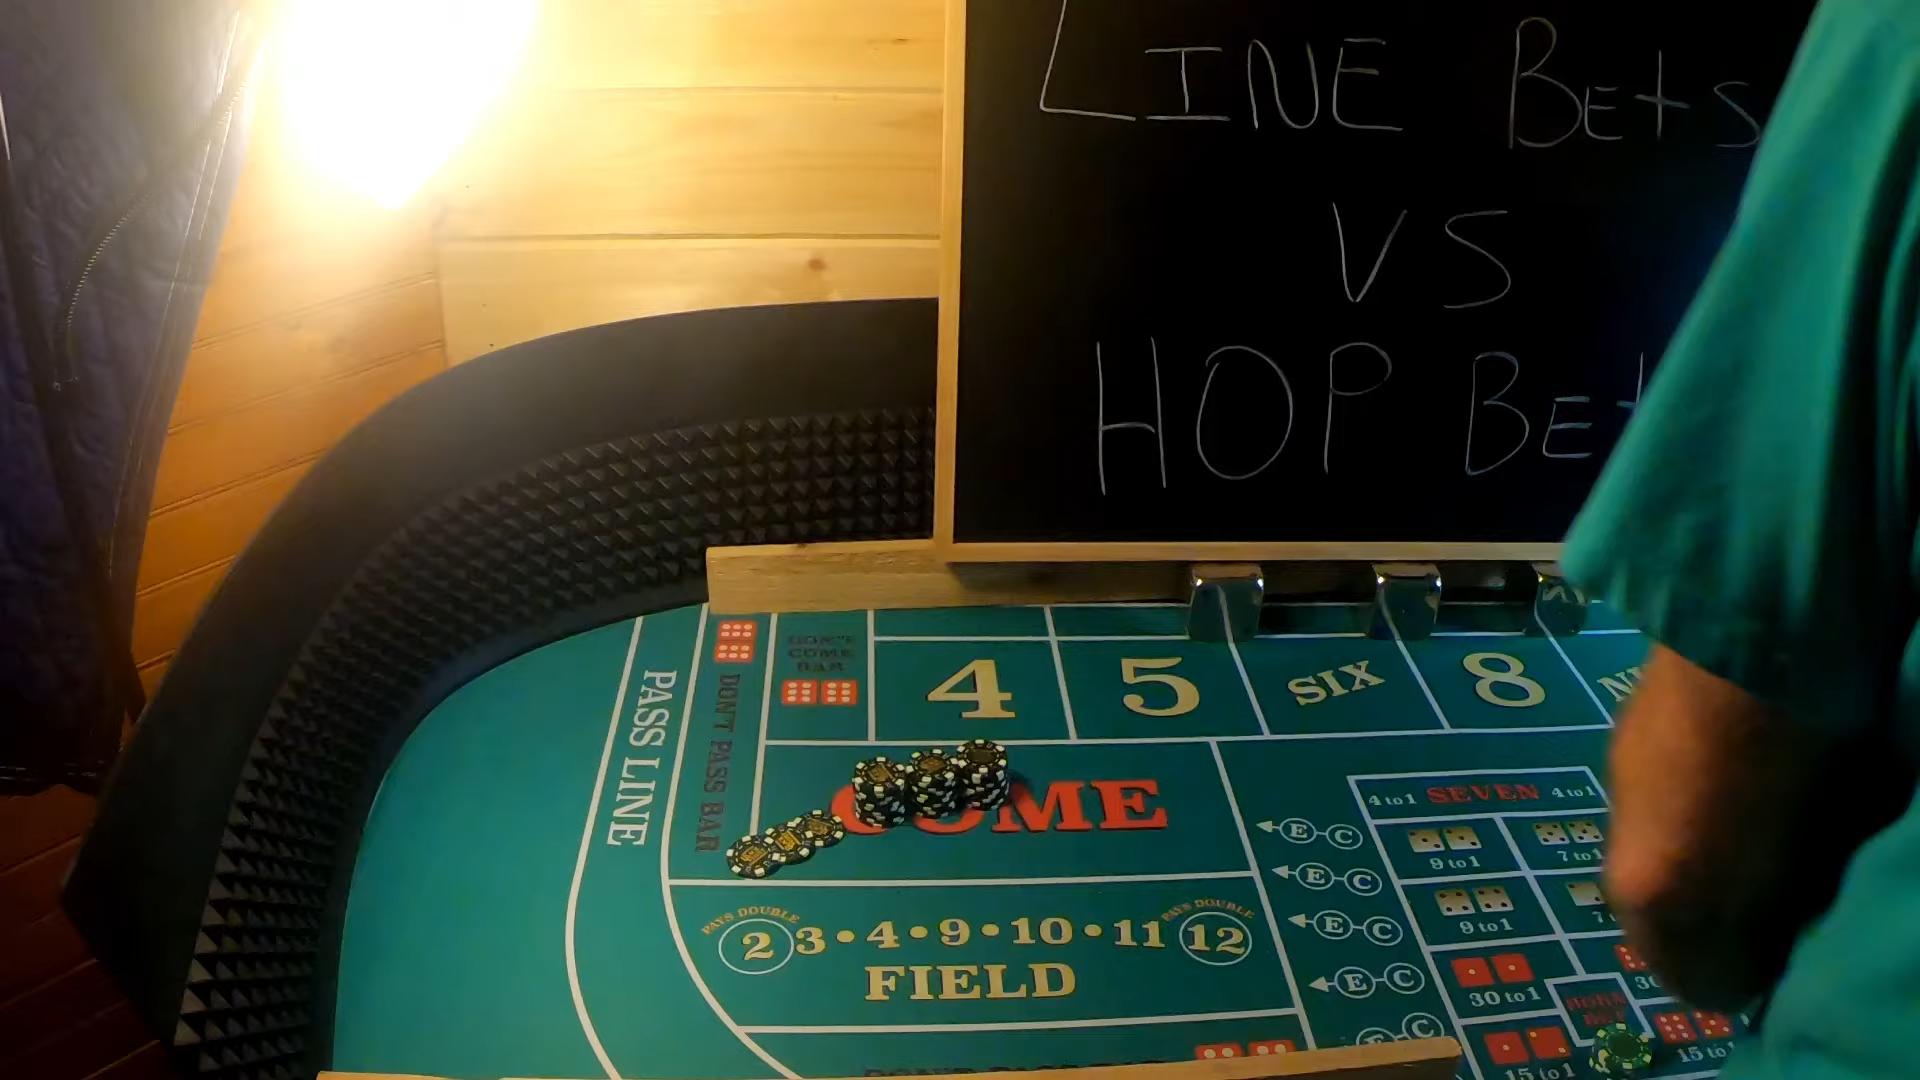 LINE Bets
VS
HOP Bet
DON'T
COME
BAR
4
5
SIX
8
PASS LINE
DON'T PASS BAR
COME
4 to 1 SEVEN 4 to 1
E C
9 to 1
7 to 1
E C
PAYS DOUBLE
PAYS DOUBLE
2 3 • 4 • 9 • 10 • 11 12
FIELD
E C
9 to 1
E C
30 to 1
HORN
BET
E C
15 to 1
15 to